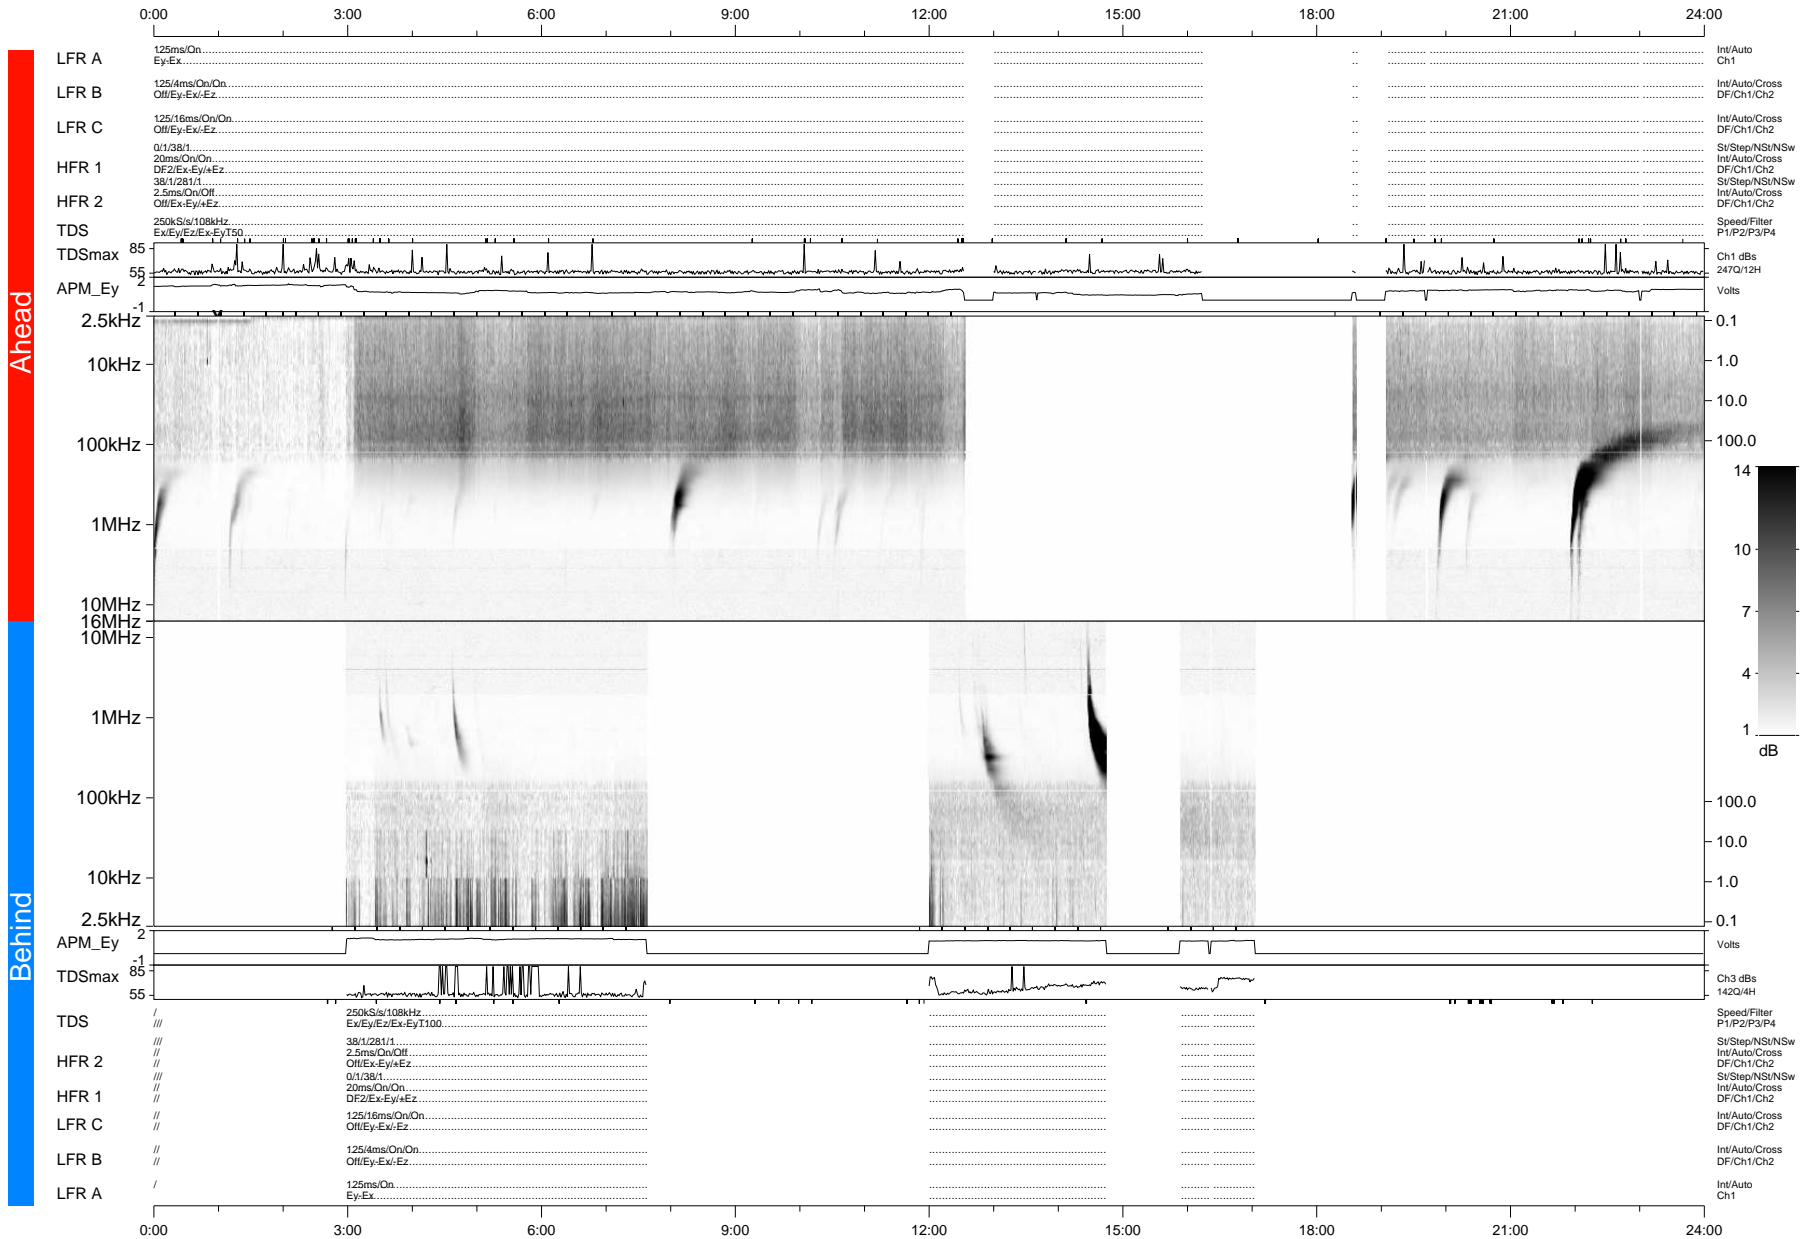 0:00 3:00 6:00 9:00 12:00 15:00 18:00 21:00 24:00
Ahead
LFR A 125ms/On Int/Auto
Ey-Ex Ch1
LFR B 125/4ms/On/On Int/Auto/Cross
Off/Ey-Ex/-Ez DF/Ch1/Ch2
LFR C 125/16ms/On/On Int/Auto/Cross
Off/Ey-Ex/-Ez DF/Ch1/Ch2
0/1/38/1 St/Step/NSt/NSw
HFR 1 20ms/On/On Int/Auto/Cross
DF2/Ex-Ey/+Ez DF/Ch1/Ch2
38/1/281/1 St/Step/NSt/NSw
HFR 2 2.5ms/On/Off Int/Auto/Cross
Off/Ex-Ey/+Ez DF/Ch1/Ch2
TDS 250kS/s/108kHz Speed/Filter
Ex/Ey/Ez/Ex-EyT50 P1/P2/P3/P4
TDSmax 85 Ch1 dBs
55 247Q/12H
APM_Ey 2 Volts
-1
2.5kHz 0.1
10kHz 1.0
10.0
100kHz 100.0
14
1MHz
10
10MHz
7
16MHz
10MHz
4
1MHz
1
dB
100kHz 100.0
10.0
10kHz 1.0
2.5kHz 0.1
Behind
APM_Ey 2 Volts
-1
TDSmax 85 Ch3 dBs
55 142Q/4H
TDS / 250kS/s/108kHz Speed/Filter
/// Ex/Ey/Ez/Ex-EyT100 P1/P2/P3/P4
/// 38/1/281/1 St/Step/NSt/NSw
HFR 2 // 2.5ms/On/Off Int/Auto/Cross
// Off/Ex-Ey/+Ez DF/Ch1/Ch2
/// 0/1/38/1 St/Step/NSt/NSw
HFR 1 // 20ms/On/On Int/Auto/Cross
// DF2/Ex-Ey/+Ez DF/Ch1/Ch2
LFR C // 125/16ms/On/On Int/Auto/Cross
// Off/Ey-Ex/-Ez DF/Ch1/Ch2
LFR B // 125/4ms/On/On Int/Auto/Cross
// Off/Ey-Ex/-Ez DF/Ch1/Ch2
LFR A / 125ms/On Int/Auto
Ey-Ex Ch1
0:00 3:00 6:00 9:00 12:00 15:00 18:00 21:00 24:00